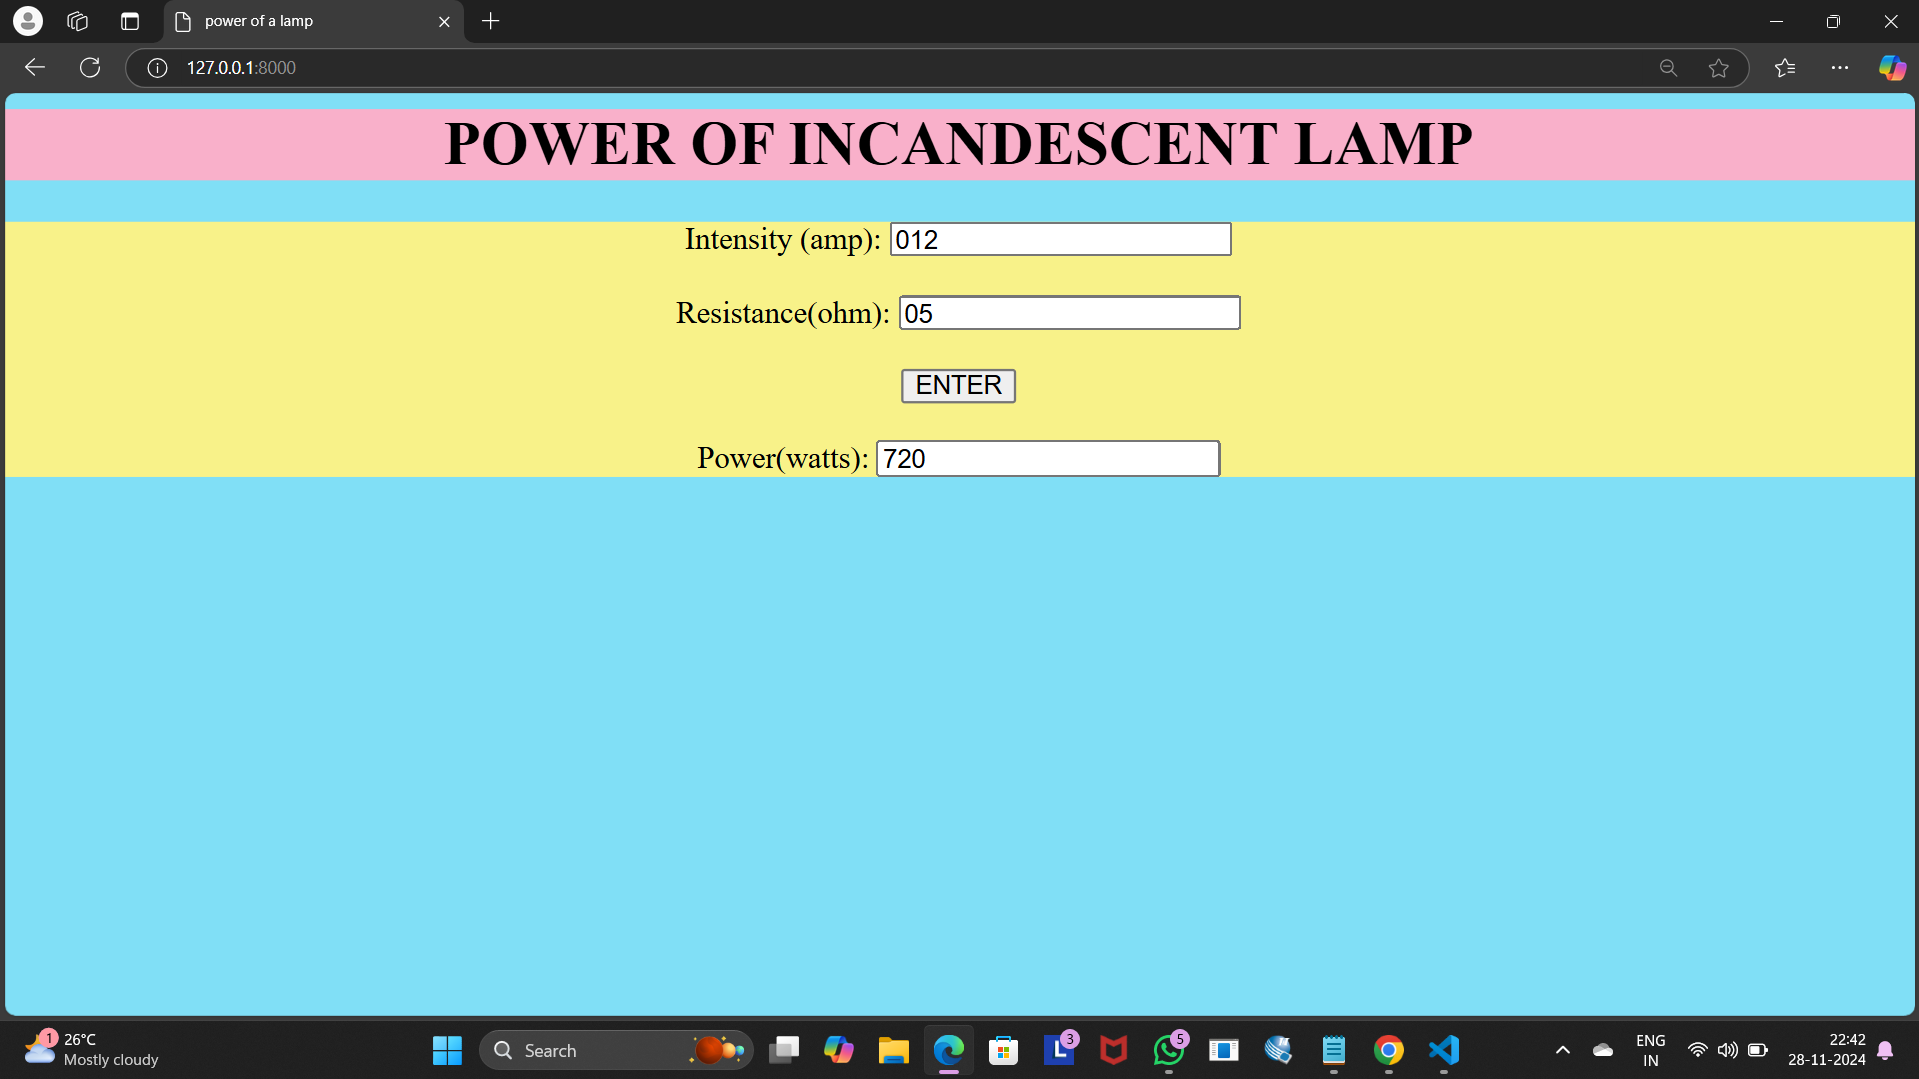 power of a lamp
127.0.0.1:8000
POWER OF INCANDESCENT LAMP
Intensity (amp): 012
Resistance(ohm): 05
ENTER
Power(watts): 720
1
26°C
Mostly cloudy
Search
L
3
5
ENG
IN
22:42
28-11-2024